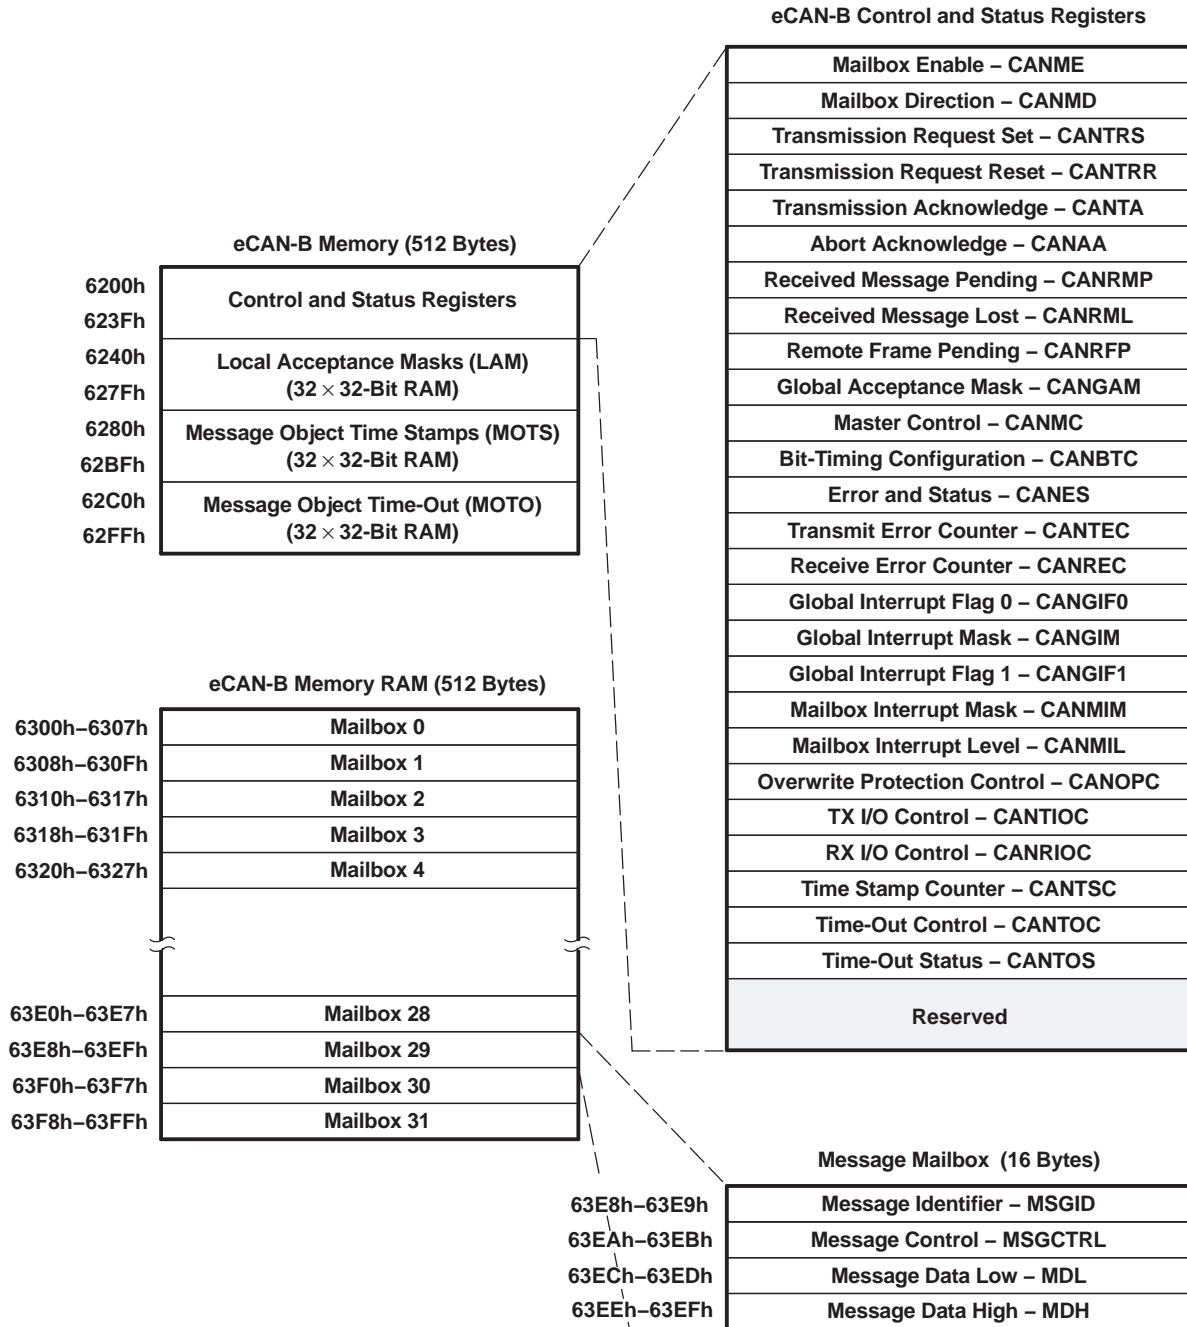 eCAN-B Control and Status Registers
Mailbox Enable – CANME
Mailbox Direction – CANMD
Transmission Request Set – CANTRS
Transmission Request Reset – CANTRR
Transmission Acknowledge – CANTA
Abort Acknowledge – CANAA
Received Message Pending – CANRMP
Received Message Lost – CANRML
Remote Frame Pending – CANRFP
Global Acceptance Mask – CANGAM
Master Control – CANMC
Bit-Timing Configuration – CANBTC
Error and Status – CANES
Transmit Error Counter – CANTEC
Receive Error Counter – CANREC
Global Interrupt Flag 0 – CANGIF0
Global Interrupt Mask – CANGIM
Global Interrupt Flag 1 – CANGIF1
Mailbox Interrupt Mask – CANMIM
Mailbox Interrupt Level – CANMIL
Overwrite Protection Control – CANOPC
TX I/O Control – CANTIOC
RX I/O Control – CANRIOC
Time Stamp Counter – CANTSC
Time-Out Control – CANTOC
Time-Out Status – CANTOS
Reserved
eCAN-B Memory (512 Bytes)
6200h
Control and Status Registers
623Fh
6240h
Local Acceptance Masks (LAM)
(32 × 32-Bit RAM)
627Fh
6280h
Message Object Time Stamps (MOTS)
(32 × 32-Bit RAM)
62BFh
62C0h
Message Object Time-Out (MOTO)
(32 × 32-Bit RAM)
62FFh
eCAN-B Memory RAM (512 Bytes)
6300h–6307h Mailbox 0
6308h–630Fh Mailbox 1
6310h–6317h Mailbox 2
6318h–631Fh Mailbox 3
6320h–6327h Mailbox 4
63E0h–63E7h Mailbox 28
63E8h–63EFh Mailbox 29
63F0h–63F7h Mailbox 30
63F8h–63FFh Mailbox 31
Message Mailbox (16 Bytes)
63E8h–63E9h Message Identifier – MSGID
63EAh–63EBh Message Control – MSGCTRL
63ECh–63EDh Message Data Low – MDL
63EEh–63EFh Message Data High – MDH